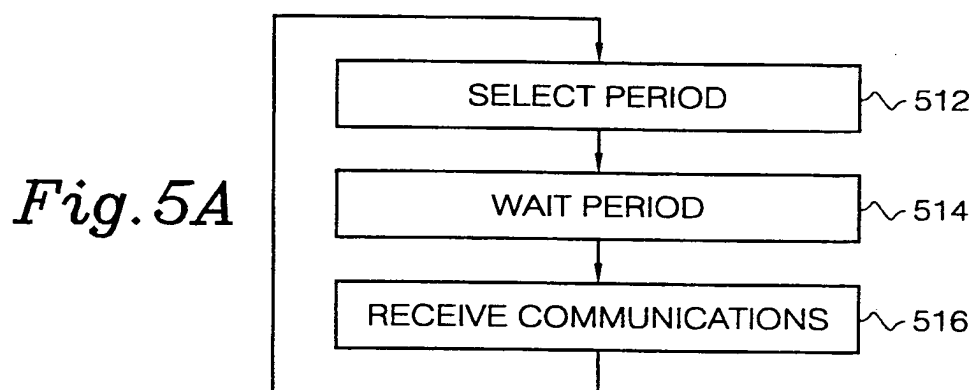 SELECT PERIOD 512
Fig. 5A
WAIT PERIOD 514
RECEIVE COMMUNICATIONS 516